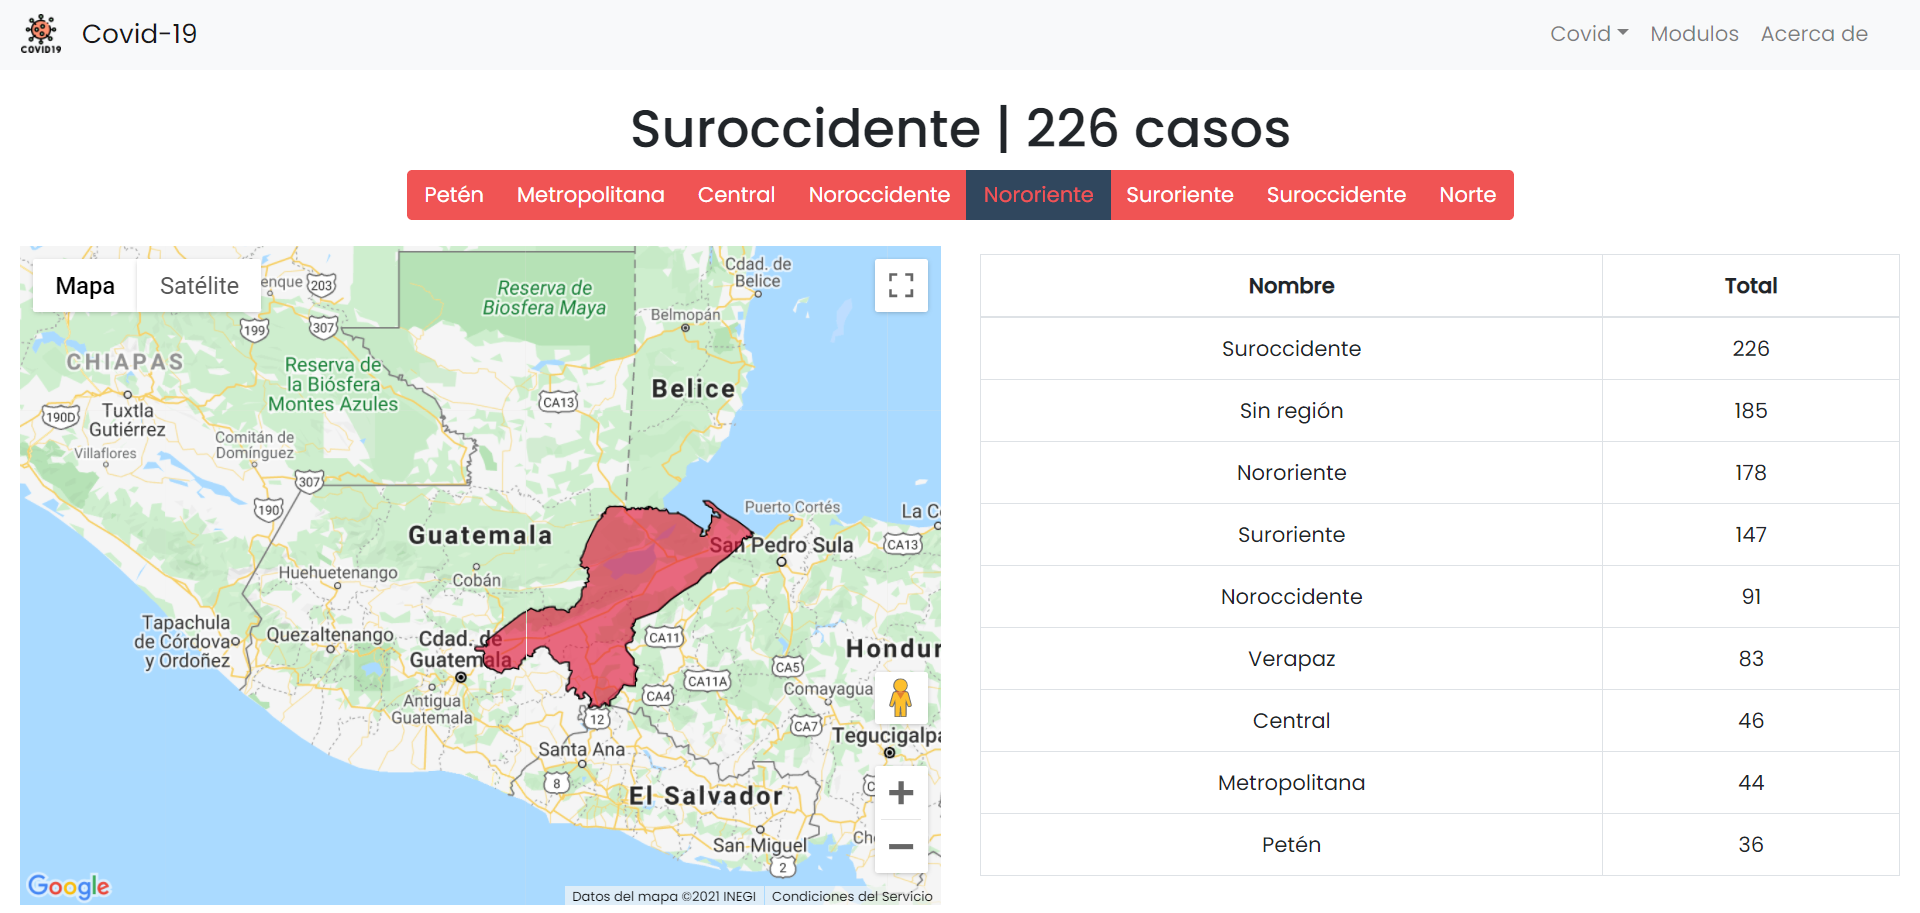 COVID19
Covid-19
Covid
Modulos
Acerca de
Suroccidente | 226 casos
Petén
Metropolitana
Central
Noroccidente
Nororiente
Suroriente
Suroccidente
Norte
Mapa
Satélite
enque
203
199
307
CHIAPAS
Reserva de
Biosfera Maya
Cdad. de
Belice
Belmopán
Reserva de
la Biósfera
Montes Azules
Belice
CA13
190D
Tuxtla
Gutiérrez
Villaflores
Comitán de
Domínguez
307
190
Guatemala
Puerto Cortés
La C
San Pedro Sula
CA13
Huehuetenango
Cobán
Tapachula
de Córdova
y Ordoñez
Quezaltenango
Cdad. de
Guatemala
CA11
Hondur
CA5
CA11A
CA4
Comayagua
Antigua
Guatemala
12
CA7
Tegucigalpa
Santa Ana
8
El Salvador
San Miguel
2
Ch
Google
Datos del mapa ©2021 INEGI
Condiciones del Servicio
Nombre Total
Suroccidente 226
Sin región 185
Nororiente 178
Suroriente 147
Noroccidente 91
Verapaz 83
Central 46
Metropolitana 44
Petén 36